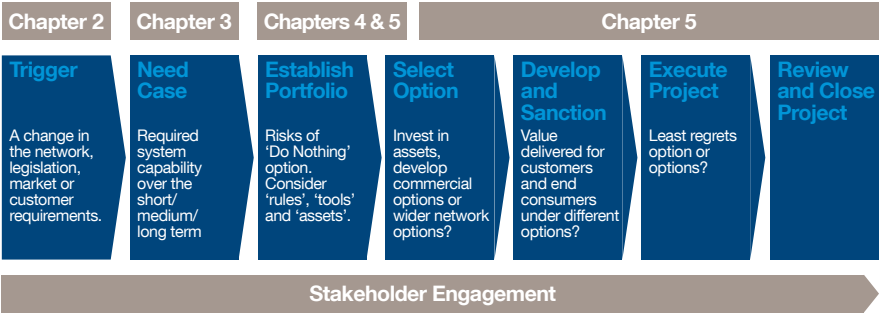 Chapter 2
Chapter 3
Chapters 4 & 5
Chapter 5
Trigger
A change in
the network,
legislation,
market or
customer
requirements.
Need
Case
Required
system
capability
over the
short/
medium/
long term
Establish
Portfolio
Risks of
‘Do Nothing’
option.
Consider
‘rules’, ‘tools’
and ‘assets’.
Select
Option
Invest in
assets,
develop
commercial
options or
wider network
options?
Develop
and
Sanction
Value
delivered for
customers
and end
consumers
under different
options?
Execute
Project
Least regrets
option or
options?
Review
and Close
Project
Stakeholder Engagement